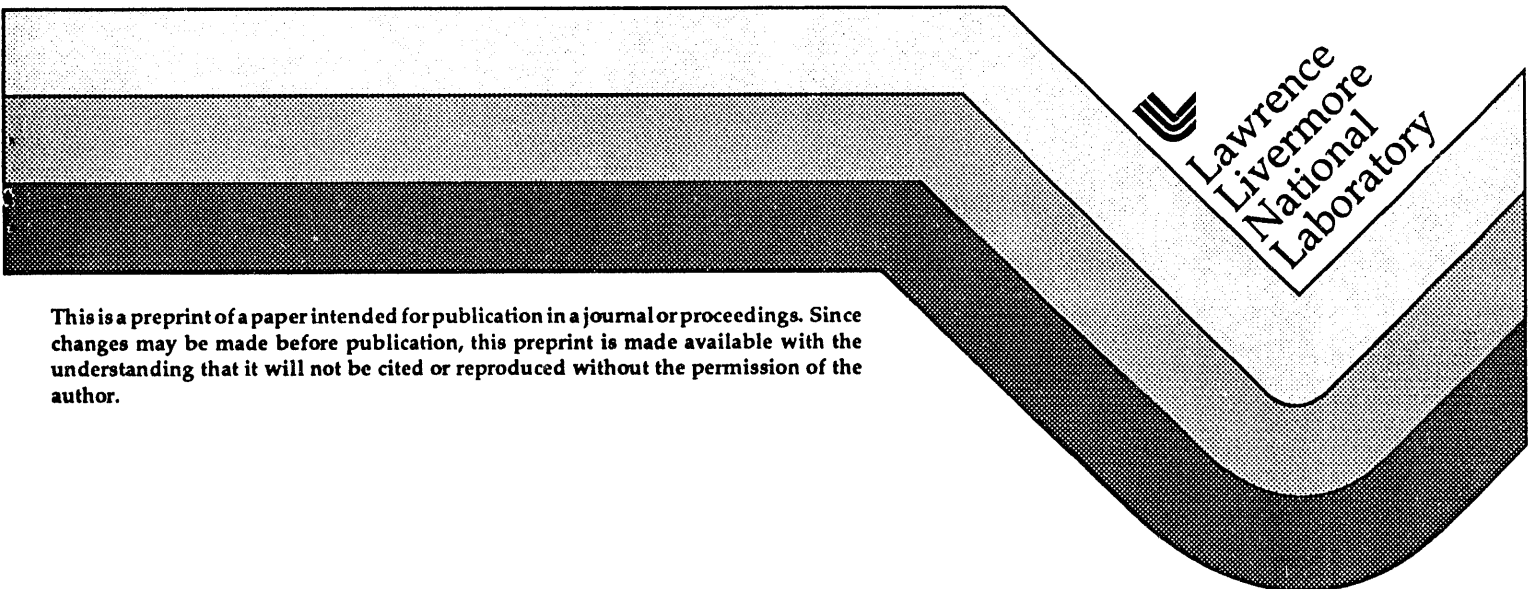 Lawrence
Livermore
National
Laboratory
This is a preprint of a paper intended for publication in a journal or proceedings. Since
changes may be made before publication, this preprint is made available with the
understanding that it will not be cited or reproduced without the permission of the
author.